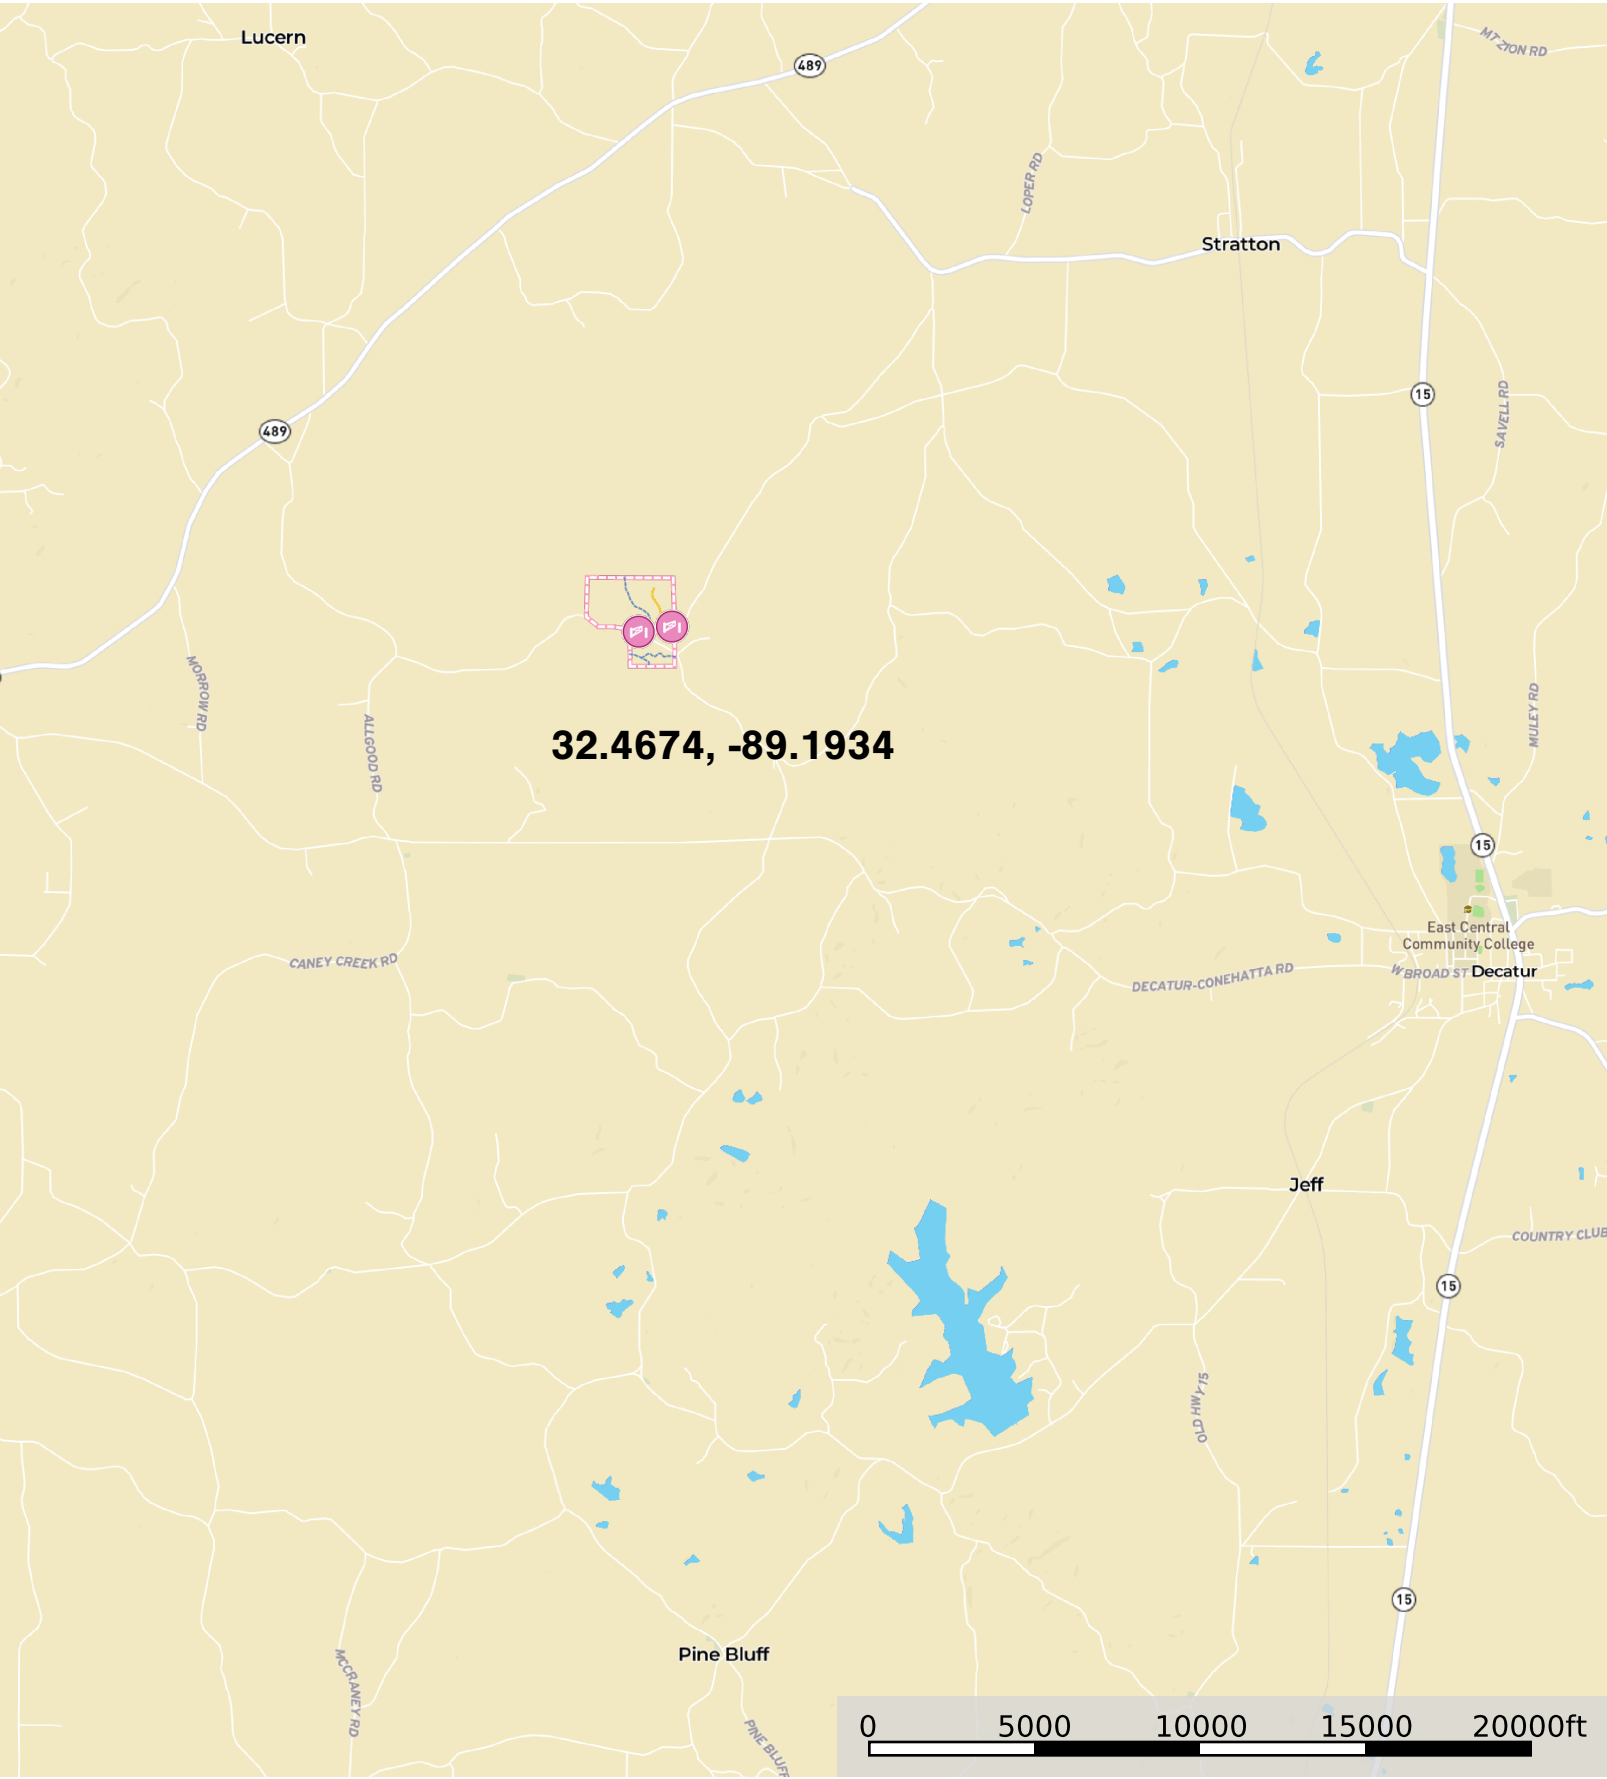 Lucern
489
MT ZION RD
LOPER RD
Stratton
15
SAVELL RD
489
MORROW RD
ALLGOOD RD
MULEY RD
32.4674, -89.1934
15
East Central
Community College
CANEY CREEK RD
DECATUR-CONEHATTA RD
W BROAD ST
Decatur
Jeff
COUNTRY CLUB
15
OLD HWY 15
15
Pine Bluff
MCCRANEY RD
PINE BLUFF
0 5000 10000 15000 20000ft